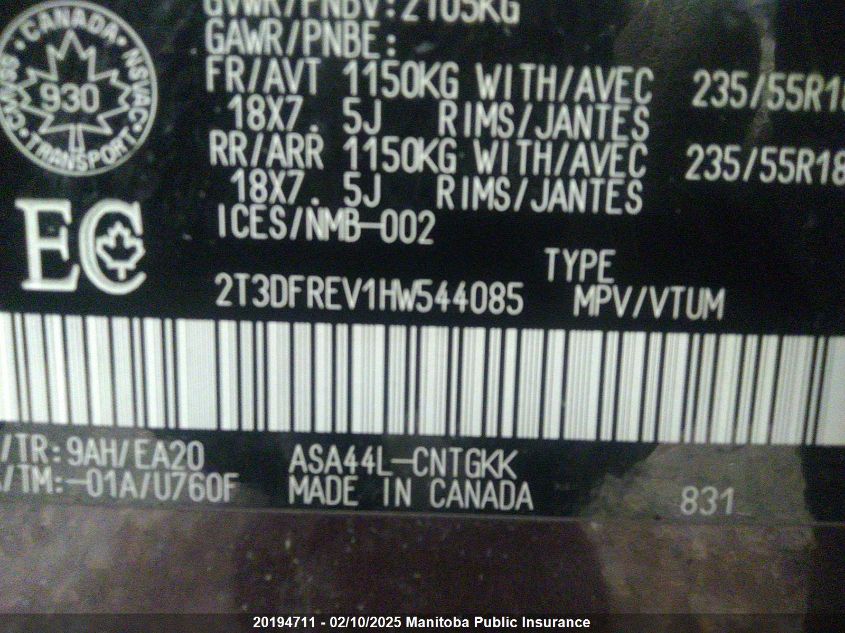 GVWR/PNBV:2105KG
GAWR/PNBE:
FR/AVT 1150KG WITH/AVEC 235/55R18
18X7. 5J RIMS/JANTES
RR/ARR 1150KG WITH/AVEC 235/55R18
18X7. 5J RIMS/JANTES
ICES/NMB-002
CANADA
CMVSS NSVAC
930
TRANSPORT
EC
TYPE
2T3DFREV1HW544085 MPV/VTUM
/TR:9AH/EA20 ASA44L-CNTGKK
/TM:-01A/U760F MADE IN CANADA 831
20194711 - 02/10/2025 Manitoba Public Insurance